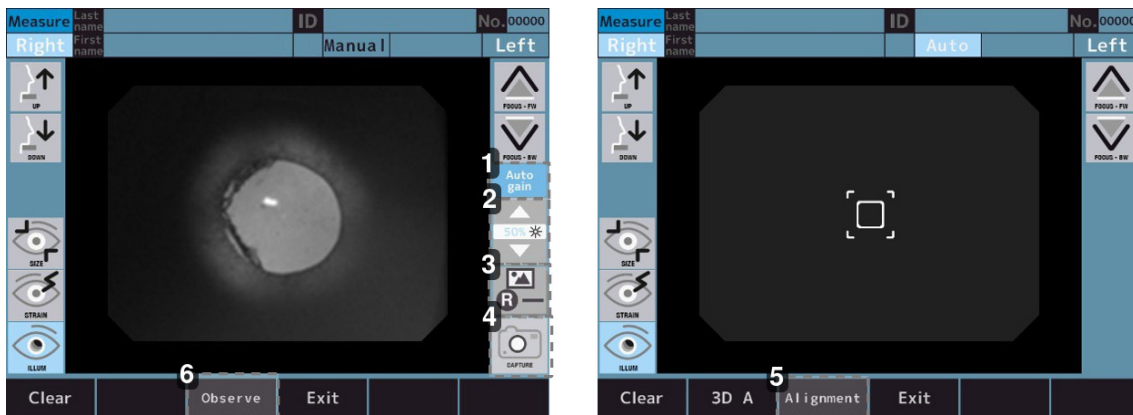 Measure Last name ID No. 00000
Right First name Manual Left
UP FOCUS - FW
DOWN FOCUS - BW
1
Auto gain
2
50%
3
SIZE
R
STRAIN
4
ILLUM CAPTURE
6
Clear Observe Exit
Measure Last name ID No. 00000
Right First name Auto Left
UP FOCUS - FW
DOWN FOCUS - BW
SIZE
STRAIN
ILLUM
5
Clear 3D A Alignment Exit